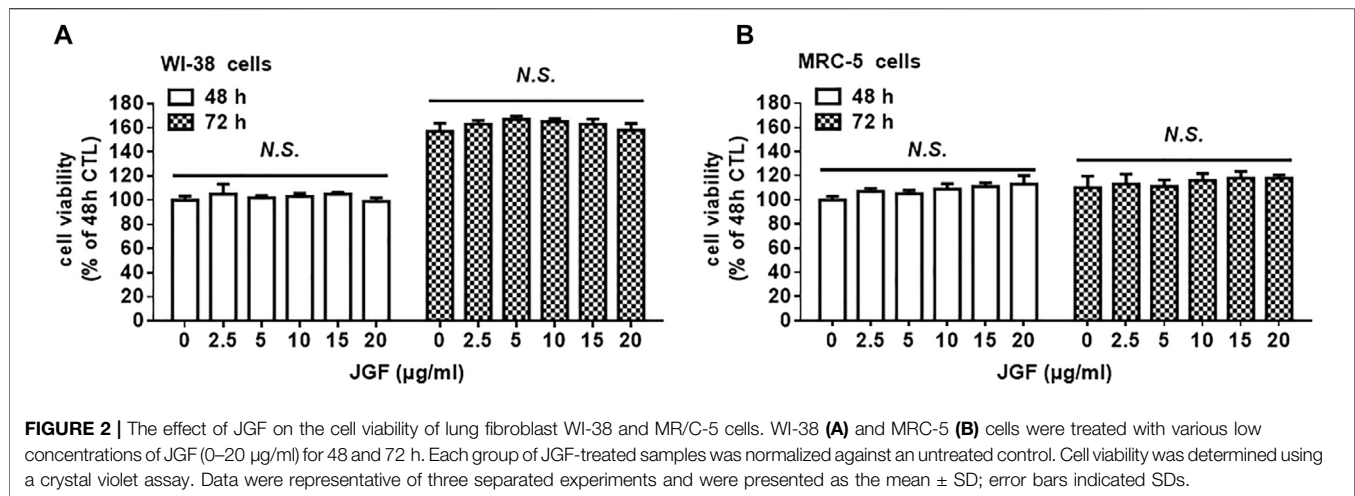 A
WI-38 cells
48 h
72 h
N.S.
N.S.
cell viability
(% of 48h CTL)
180
160
140
120
100
80
60
40
20
0
0 2.5 5 10 15 20 0 2.5 5 10 15 20
JGF (μg/ml)
B
MRC-5 cells
48 h
72 h
N.S.
N.S.
cell viability
(% of 48h CTL)
180
160
140
120
100
80
60
40
20
0
0 2.5 5 10 15 20 0 2.5 5 10 15 20
JGF (μg/ml)
FIGURE 2 | The effect of JGF on the cell viability of lung fibroblast WI-38 and MR/C-5 cells. WI-38 (A) and MRC-5 (B) cells were treated with various low
concentrations of JGF (0–20 μg/ml) for 48 and 72 h. Each group of JGF-treated samples was normalized against an untreated control. Cell viability was determined using
a crystal violet assay. Data were representative of three separated experiments and were presented as the mean ± SD; error bars indicated SDs.